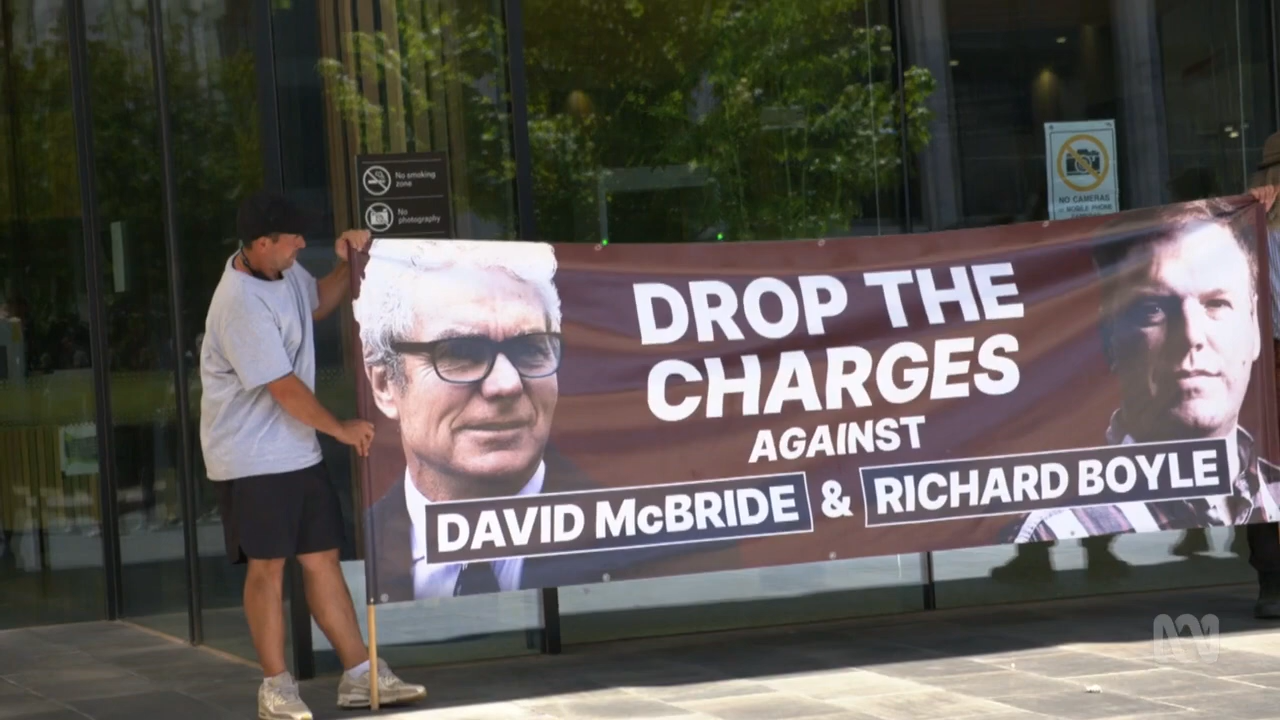 No smoking
zone
No
photography
NO CAMERAS
DROP THE
CHARGES
AGAINST
DAVID McBRIDE & RICHARD BOYLE